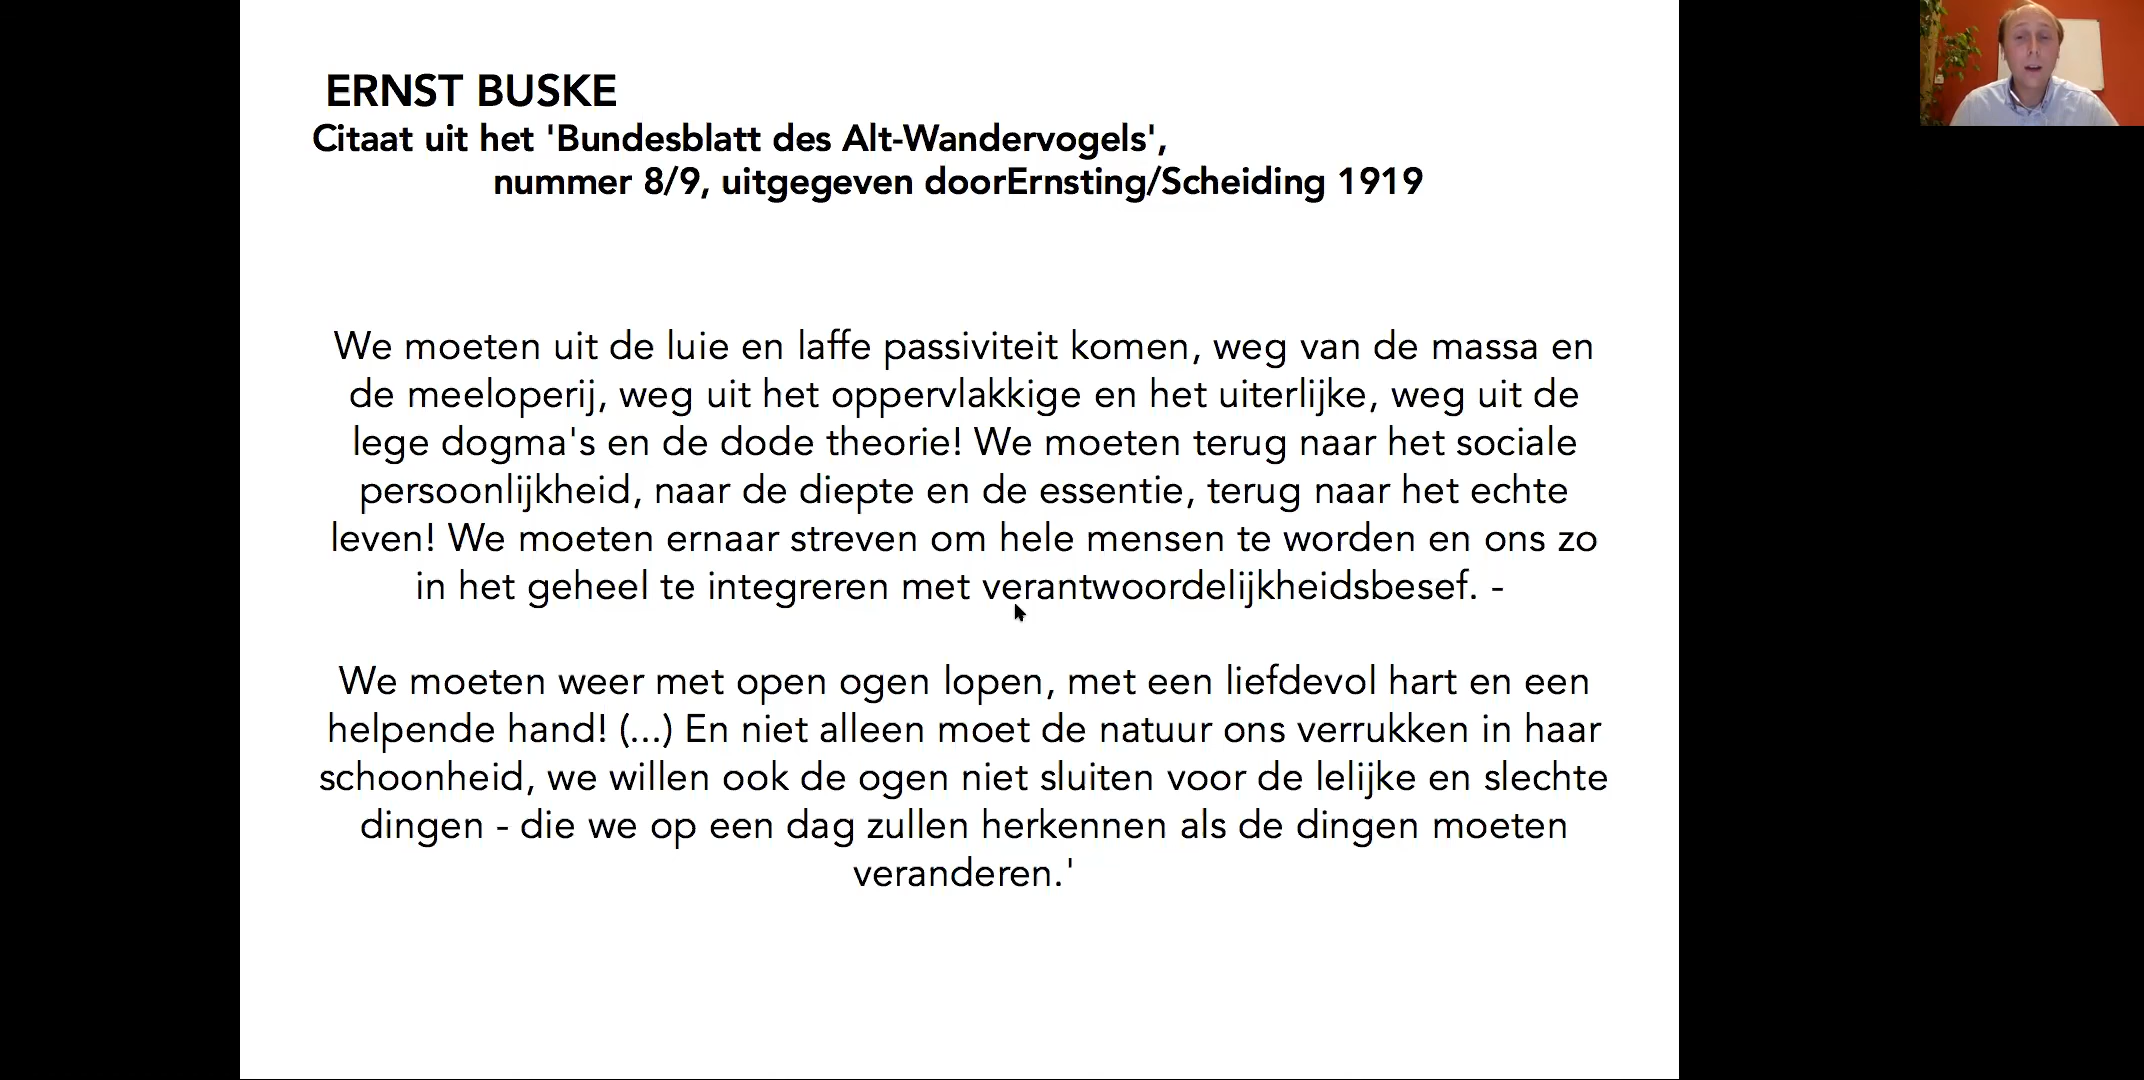 ERNST BUSKE
Citaat uit het 'Bundesblatt des Alt-Wandervogels',
nummer 8/9, uitgegeven doorErnsting/Scheiding 1919
We moeten uit de luie en laffe passiviteit komen, weg van de massa en
de meeloperij, weg uit het oppervlakkige en het uiterlijke, weg uit de
lege dogma's en de dode theorie! We moeten terug naar het sociale
persoonlijkheid, naar de diepte en de essentie, terug naar het echte
leven! We moeten ernaar streven om hele mensen te worden en ons zo
in het geheel te integreren met verantwoordelijkheidsbesef. -
We moeten weer met open ogen lopen, met een liefdevol hart en een
helpende hand! (...) En niet alleen moet de natuur ons verrukken in haar
schoonheid, we willen ook de ogen niet sluiten voor de lelijke en slechte
dingen - die we op een dag zullen herkennen als de dingen moeten
veranderen.'